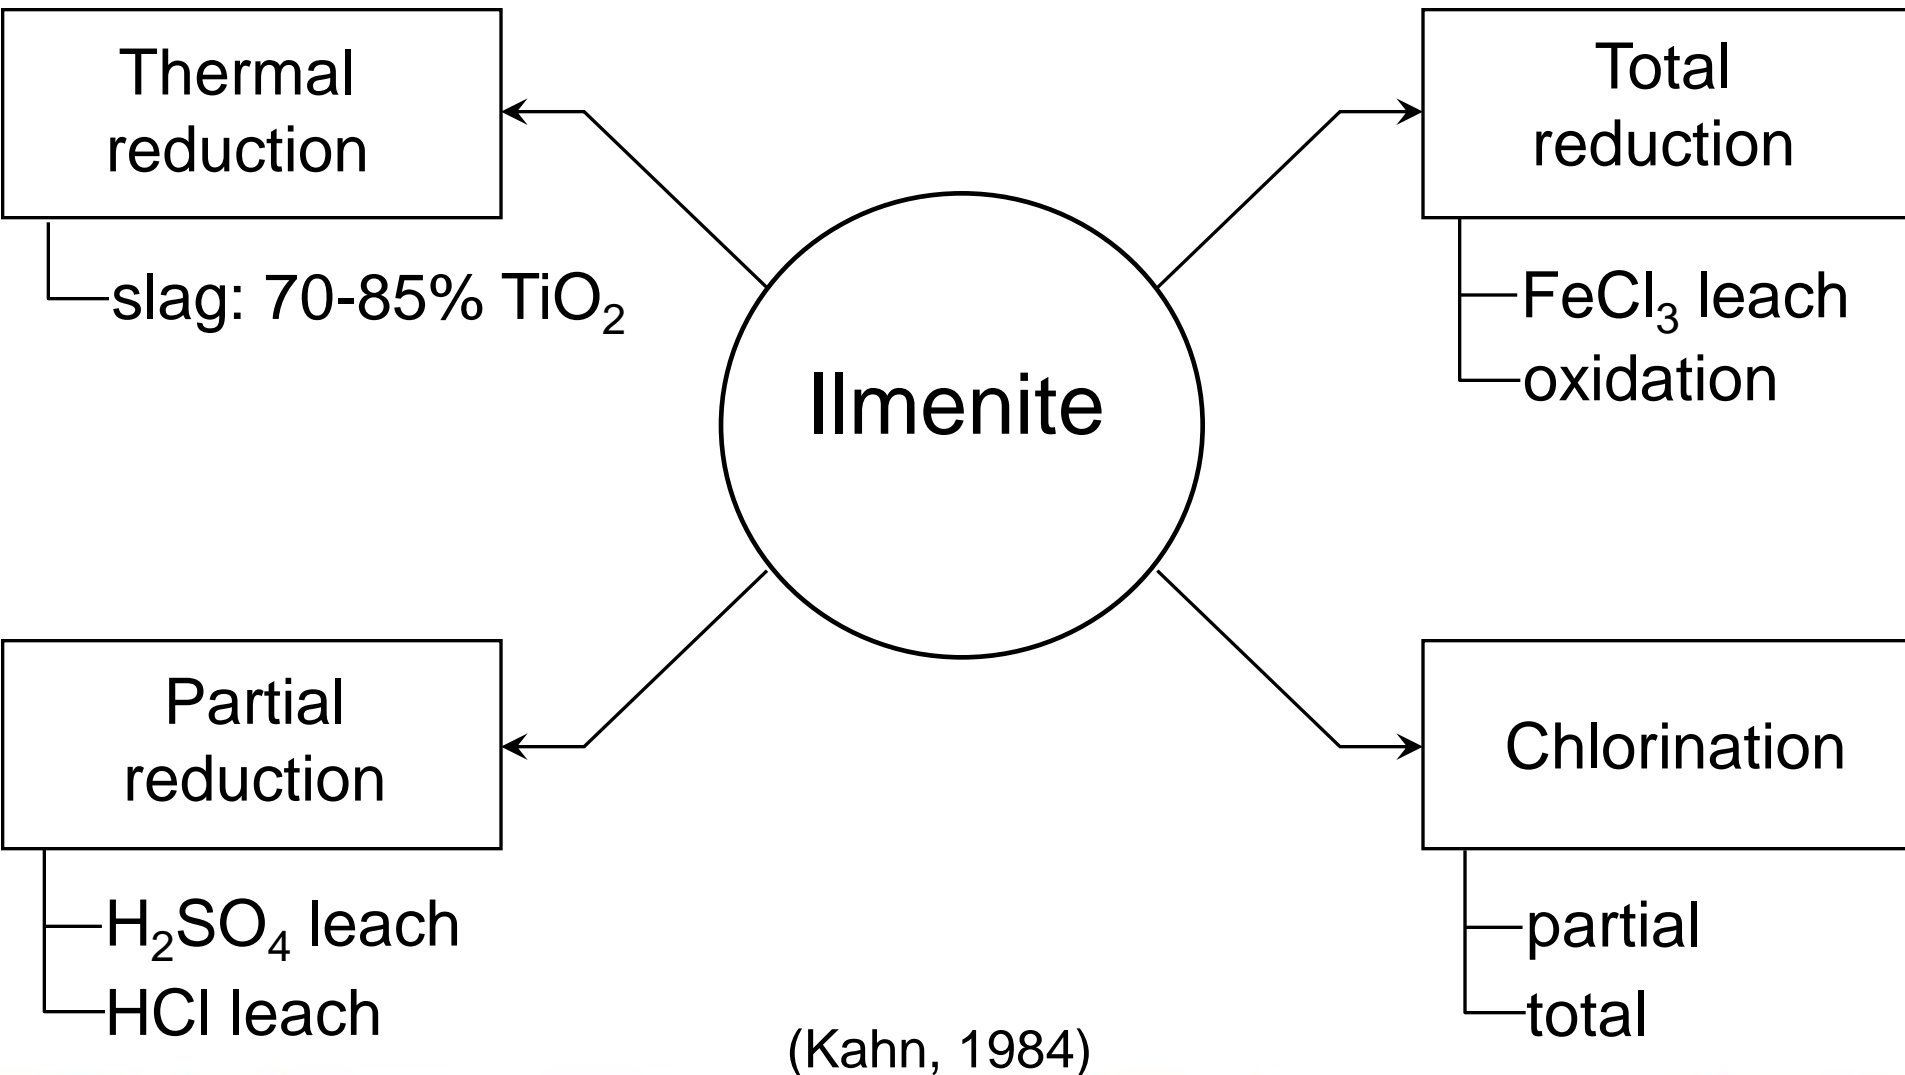 Thermal
reduction
slag: 70-85% TiO₂
Total
reduction
FeCl₃ leach
oxidation
Ilmenite
Partial
reduction
H₂SO₄ leach
HCl leach
Chlorination
partial
total
(Kahn, 1984)